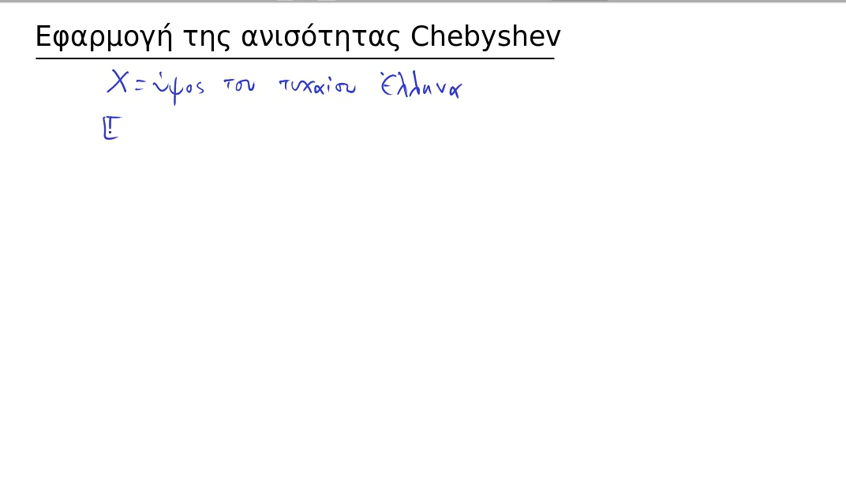 Εφαρμογή της ανισότητας Chebyshev
X = ύψος του τυχαίου Έλληνα